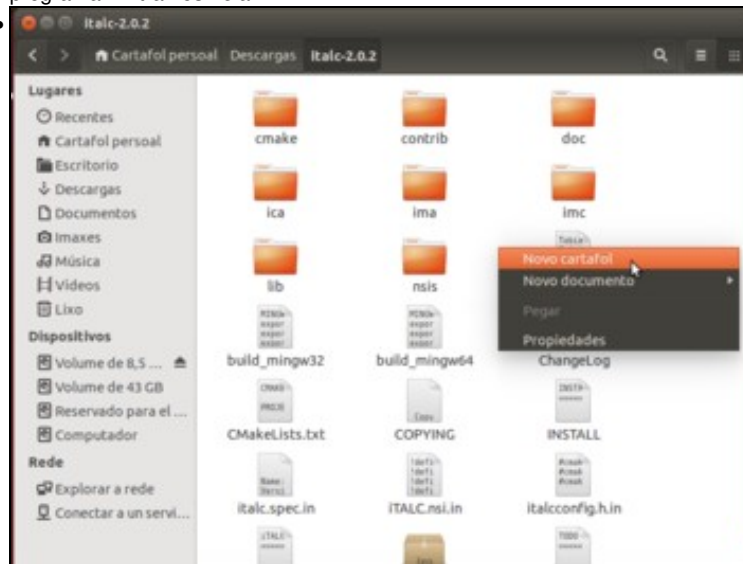 italc-2.0.2
Cartafol persoal Descargas italc-2.0.2
Lugares
Recentes
Cartafol persoal
Escritorio
Descargas
Documentos
Imaxes
Música
Vídeos
Lixo
Dispositivos
Volume de 8,5 ...
Volume de 43 GB
Reservado para el ...
Computador
Rede
Explorar a rede
Conectar a un servi...
cmake contrib doc
ica ima imc
lib nsis
Novo cartafol
Novo documento
Pegar
Propiedades
build_mingw32 build_mingw64 ChangeLog
CMakeLists.txt COPYING INSTALL
italc.spec.in iTALC.nsi.in italcconfig.h.in